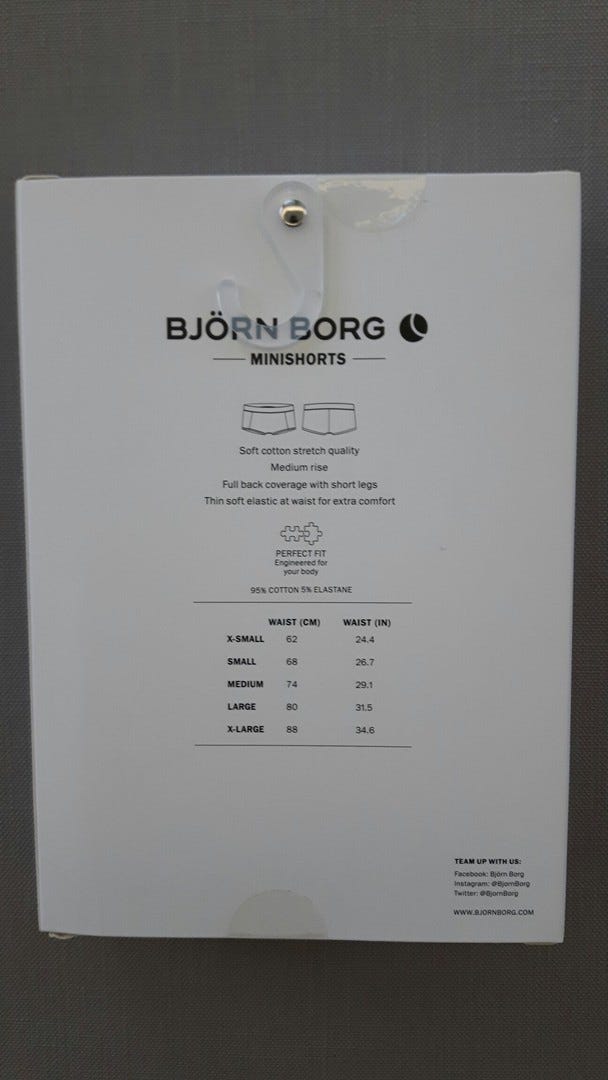 BJÖRN BORG
MINISHORTS
Soft cotton stretch quality
Medium rise
Full back coverage with short legs
Thin soft elastic at waist for extra comfort
PERFECT FIT
Engineered for
your body
95% COTTON 5% ELASTANE
WAIST (CM) WAIST (IN)
X-SMALL 62 24.4
SMALL 68 26.7
MEDIUM 74 29.1
LARGE 80 31.5
X-LARGE 88 34.6
TEAM UP WITH US:
Facebook: Björn Borg
Instagram: @BjornBorg
Twitter: @BjornBorg
WWW.BJORNBORG.COM